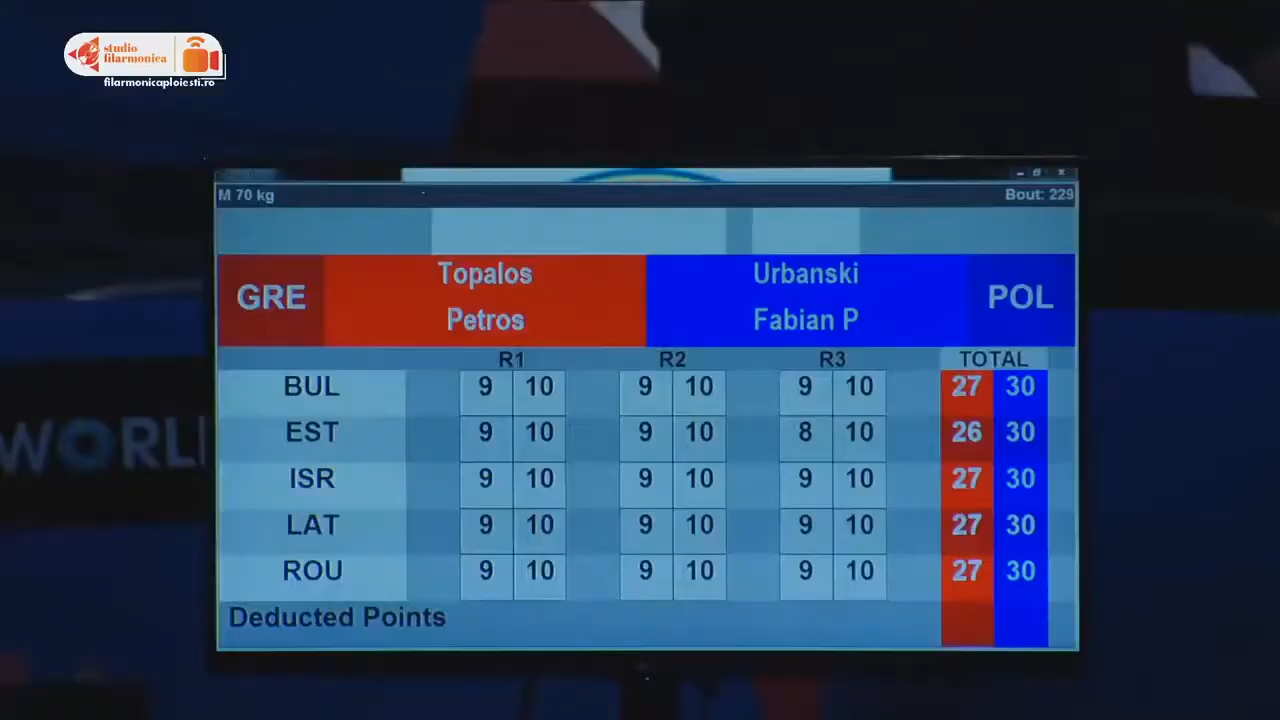 studio
filarmonica
filarmonicaploiesti.ro
M 70 kg Bout: 229
GRE Topalos Petros Urbanski Fabian P POL
R1 R2 R3 TOTAL
BUL 9 10 9 10 9 10 27 30
EST 9 10 9 10 8 10 26 30
ISR 9 10 9 10 9 10 27 30
LAT 9 10 9 10 9 10 27 30
ROU 9 10 9 10 9 10 27 30
Deducted Points